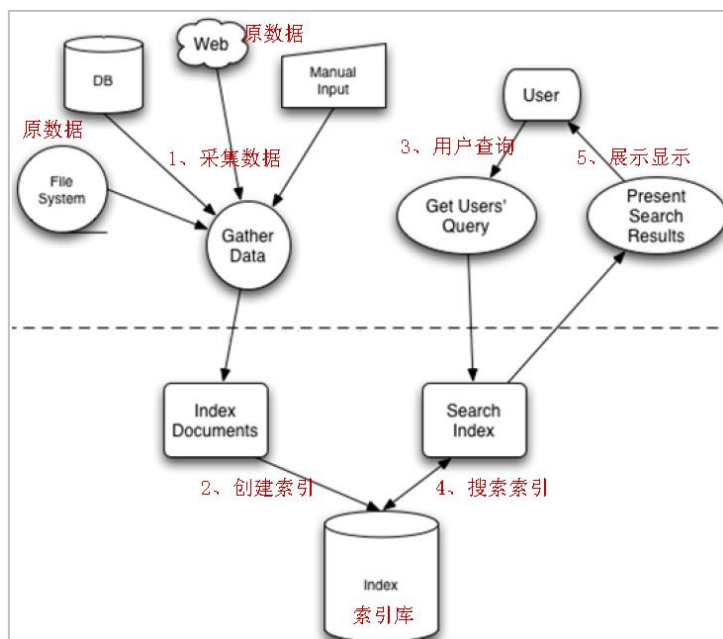 Web
原数据
DB
Manual
Input
User
原数据
1、采集数据
3、用户查询
5、展示显示
File
System
Gather
Data
Get Users'
Query
Present
Search
Results
Index
Documents
Search
Index
2、创建索引
4、搜索索引
Index
索引库